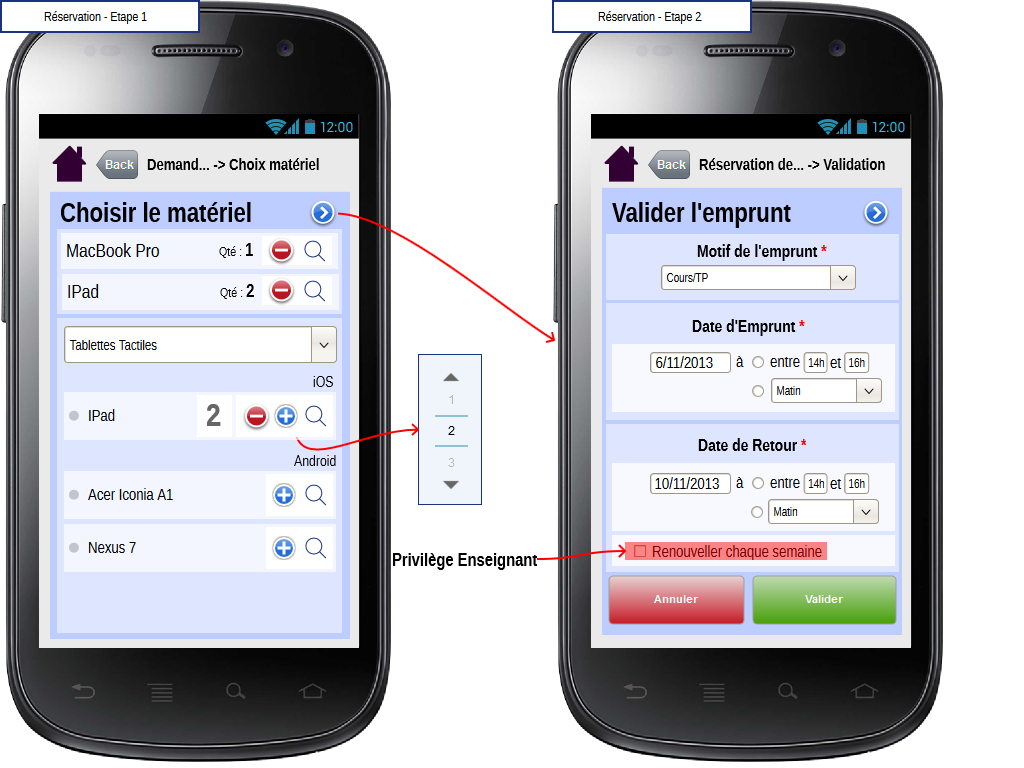 Réservation - Etape 1
12:00
Back
Demand... -> Choix matériel
Choisir le matériel
MacBook Pro Qté : 1
IPad Qté : 2
Tablettes Tactiles
iOS
IPad 2
Android
Acer Iconia A1
Nexus 7
1
2
3
Privilège Enseignant
Réservation - Etape 2
12:00
Back
Réservation de... -> Validation
Valider l'emprunt
Motif de l'emprunt *
Cours/TP
Date d'Emprunt *
6/11/2013 à entre 14h et 16h
Matin
Date de Retour *
10/11/2013 à entre 14h et 16h
Matin
Renouveller chaque semaine
Annuler Valider